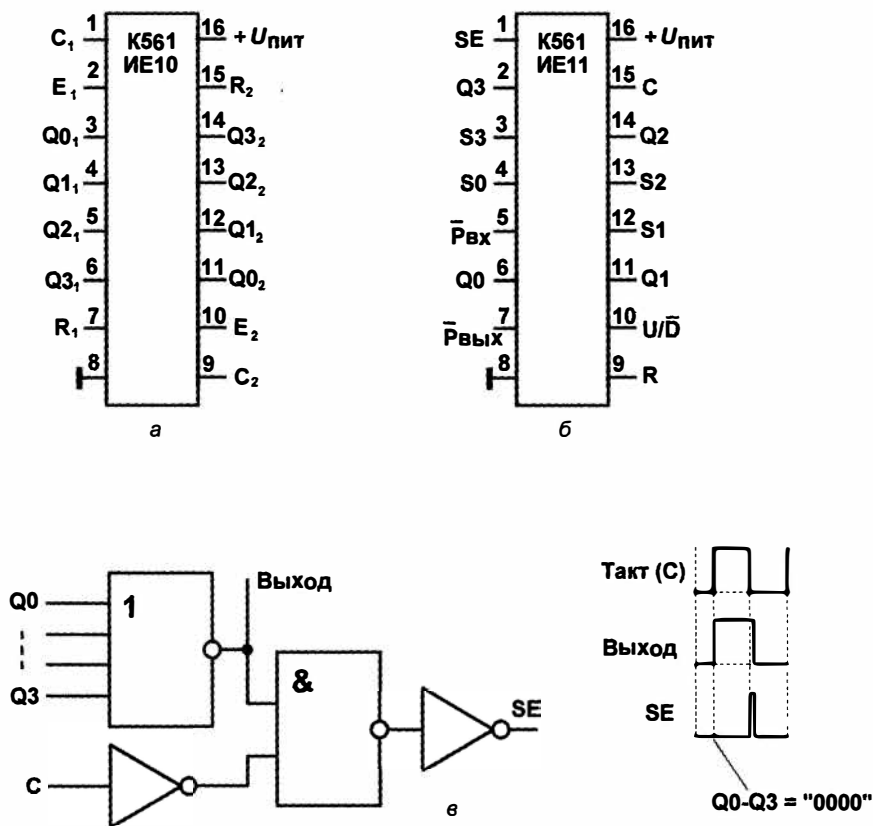 К561
ИЕ10
1 C₁
2 E₁
3 Q0₁
4 Q1₁
5 Q2₁
6 Q3₁
7 R₁
8
16 +Uпит
15 R₂
14 Q3₂
13 Q2₂
12 Q1₂
11 Q0₂
10 E₂
9 C₂
а
К561
ИЕ11
1 SE
2 Q3
3 S3
4 S0
5 P̅вх
6 Q0
7 P̅вых
8
16 +Uпит
15 C
14 Q2
13 S2
12 S1
11 Q1
10 U/D̅
9 R
б
Q0
Q3
1
Выход
&
SE
C
в
Такт (С)
Выход
SE
Q0-Q3 = "0000"